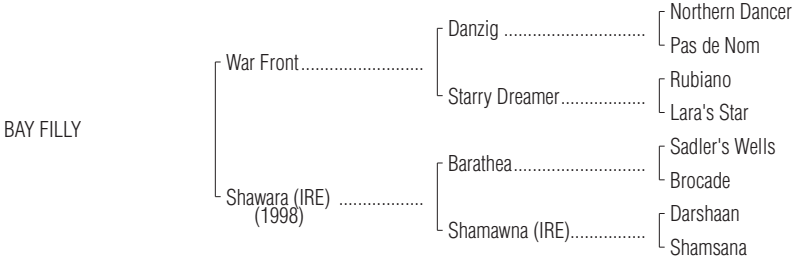 Northern Dancer
Danzig ..............................
Pas de Nom
War Front..........................
Rubiano
Starry Dreamer..................
Lara's Star
BAY FILLY
Sadler's Wells
Barathea............................
Brocade
Shawara (IRE) ..................
(1998)
Darshaan
Shamawna (IRE)................
Shamsana